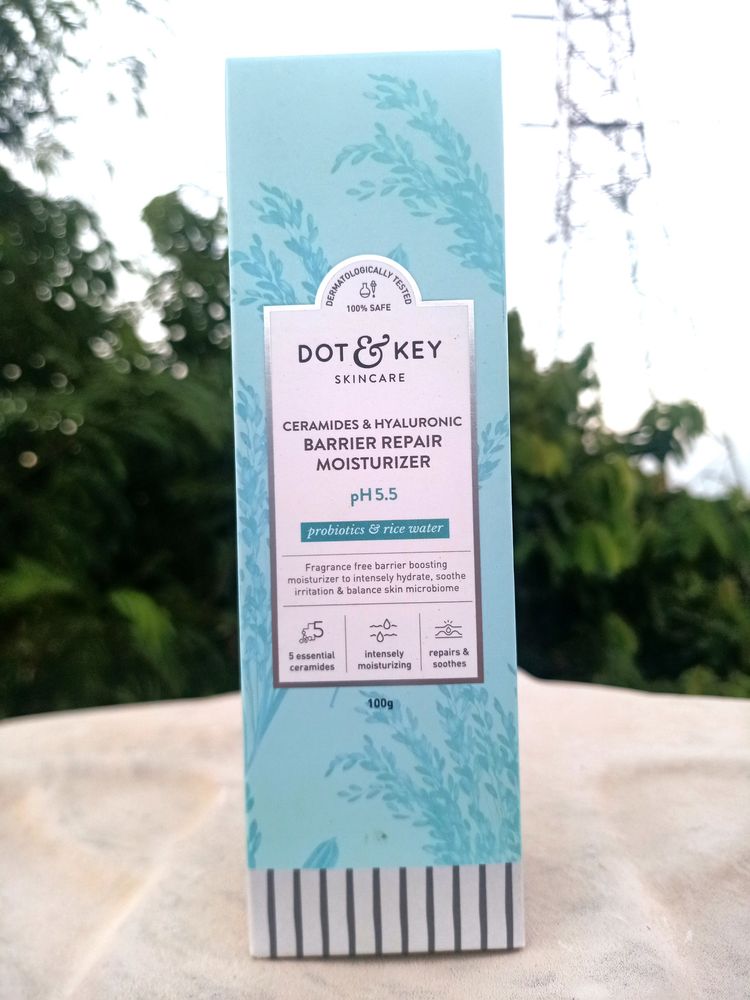 DERMATOLOGICALLY TESTED
100% SAFE
DOT & KEY
SKINCARE
CERAMIDES & HYALURONIC
BARRIER REPAIR
MOISTURIZER
pH 5.5
probiotics & rice water
Fragrance free barrier boosting
moisturizer to intensely hydrate, soothe
irritation & balance skin microbiome
5
5 essential
ceramides
intensely
moisturizing
repairs &
soothes
100g